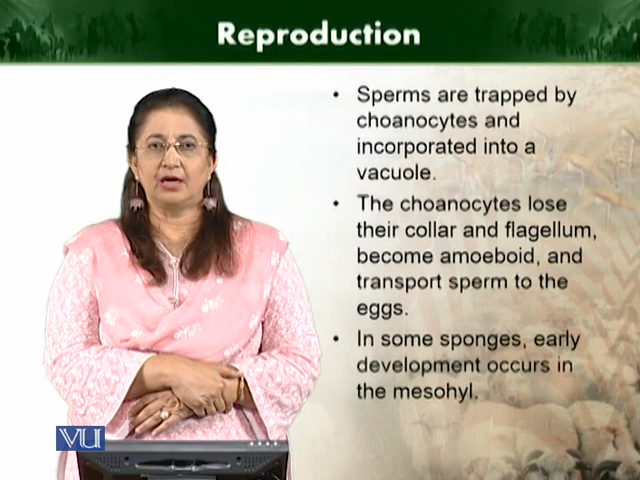 Reproduction
• Sperms are trapped by
choanocytes and
incorporated into a
vacuole.
• The choanocytes lose
their collar and flagellum,
become amoeboid, and
transport sperm to the
eggs.
• In some sponges, early
development occurs in
the mesohyl.
VU